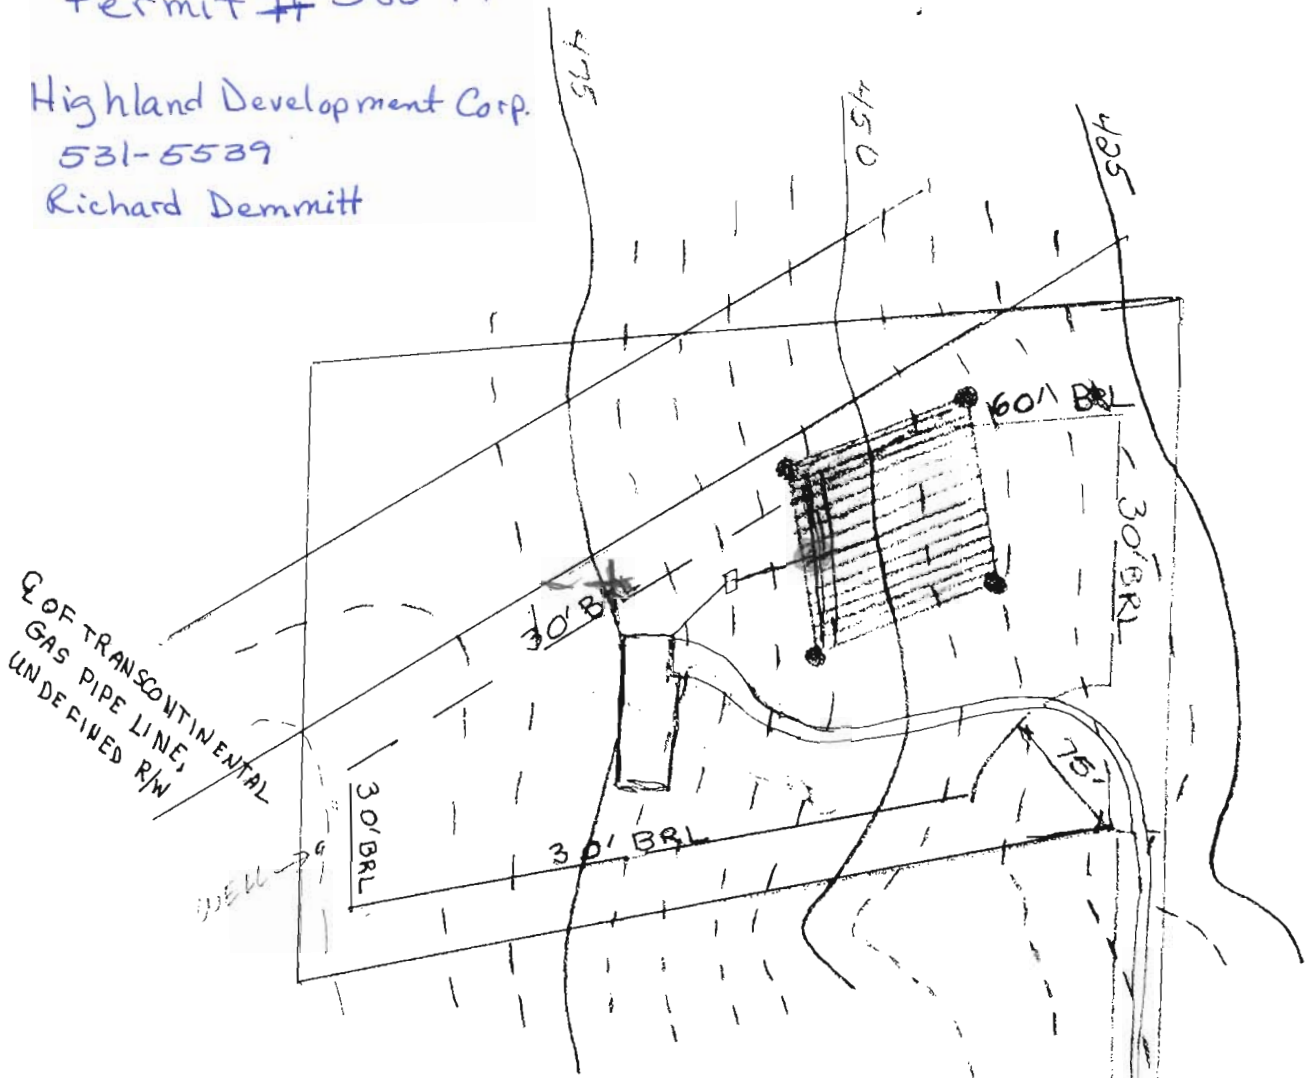 Permit #
Highland Development Corp.
531-5539
Richard Demmitt
475
450
425
60' BRL
30' BRL
30' B
℄ OF TRANSCONTINENTAL
GAS PIPE LINE,
UNDEFINED R/W
75'
30' BRL
30' BRL
WELL